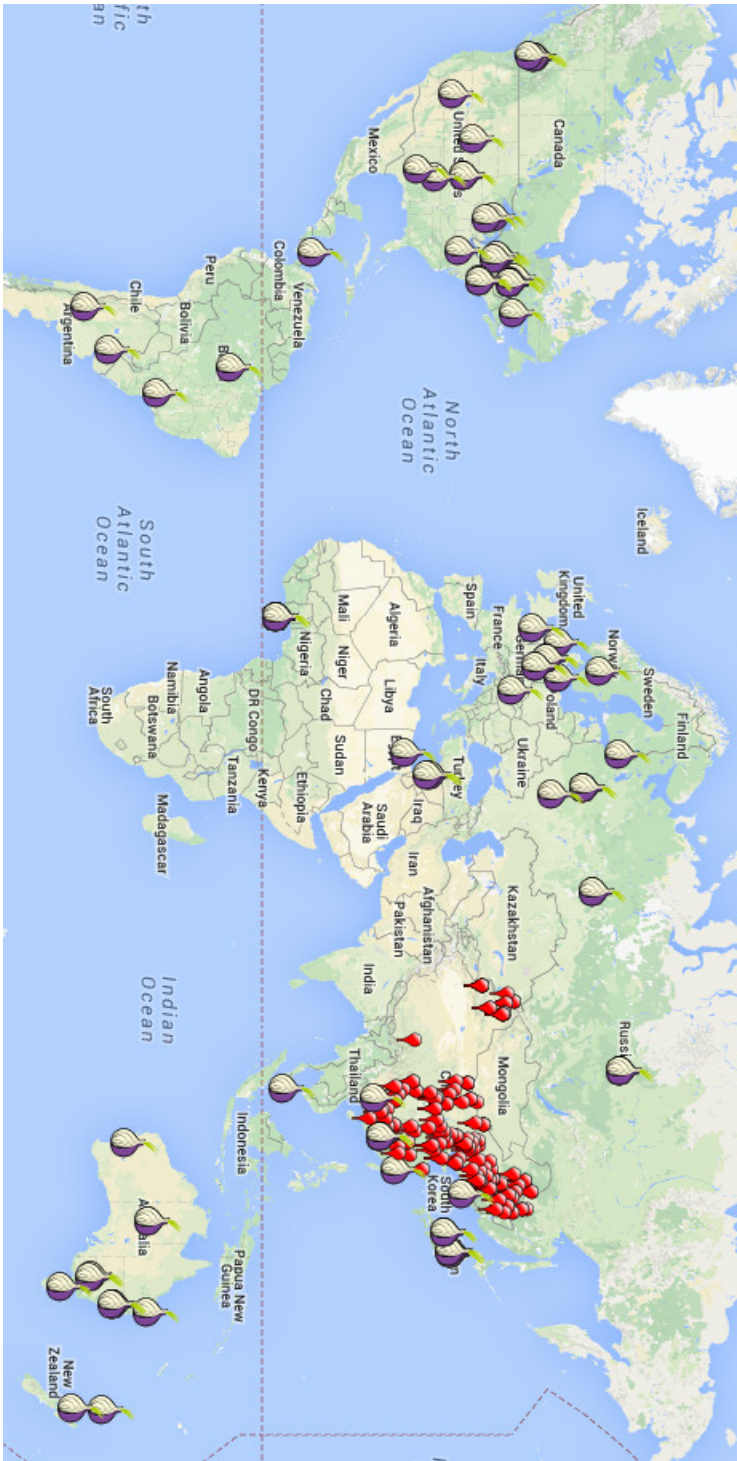 Iceland
Sweden
Finland
Canada
United
Kingdom
Ukraine
Kazakhstan
Mongolia
France
Spain
Italy
Turkey
United
North
Atlantic
Ocean
Algeria
Libya
Iraq
Iran
Afghanistan
Pakistan
South
Korea
Mexico
Mali
Niger
Chad
Sudan
Saudi
Arabia
India
Thailand
Venezuela
Colombia
Nigeria
Ethiopia
DR Congo
Kenya
Tanzania
Indonesia
Papua New
Guinea
Peru
Bolivia
Chile
Argentina
Angola
Namibia
Botswana
South
Africa
Madagascar
South
Atlantic
Ocean
Indian
Ocean
New
Zealand